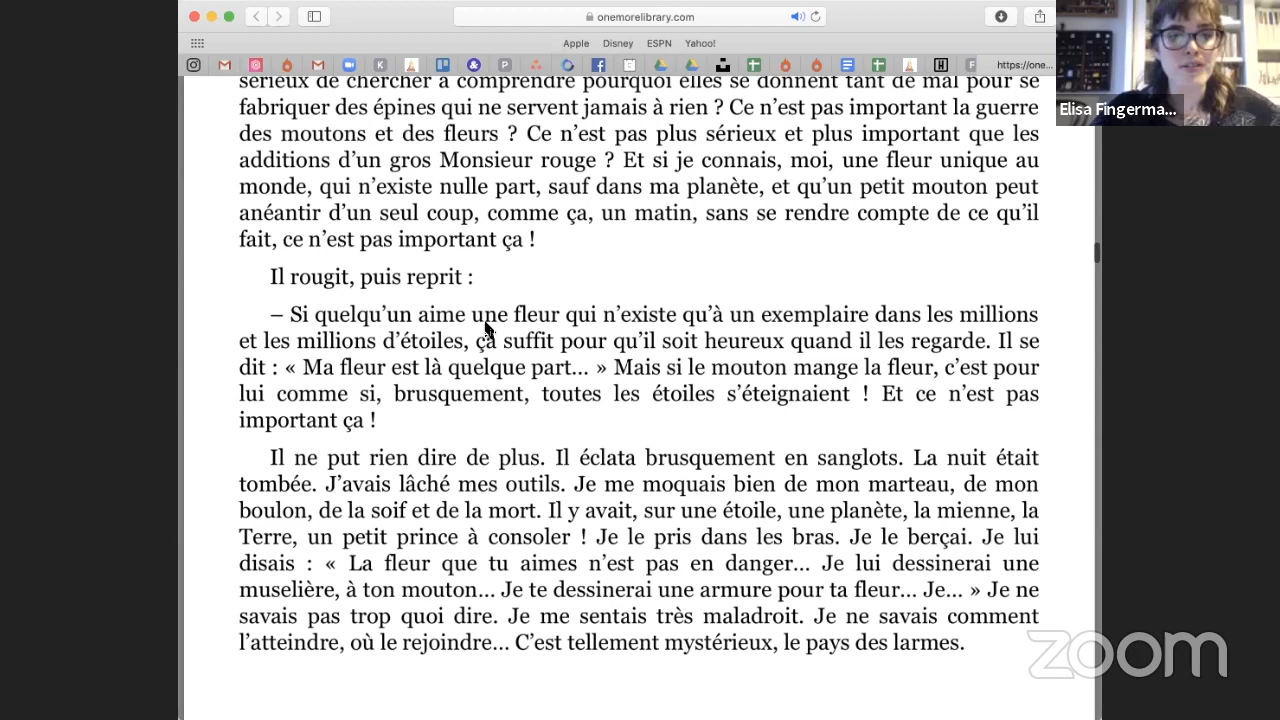 onemorelibrary.com
Apple Disney ESPN Yahoo!
https://one...
Elisa Fingerma...
sérieux de chercher à comprendre pourquoi elles se donnent tant de mal pour se
fabriquer des épines qui ne servent jamais à rien ? Ce n’est pas important la guerre
des moutons et des fleurs ? Ce n’est pas plus sérieux et plus important que les
additions d’un gros Monsieur rouge ? Et si je connais, moi, une fleur unique au
monde, qui n’existe nulle part, sauf dans ma planète, et qu’un petit mouton peut
anéantir d’un seul coup, comme ça, un matin, sans se rendre compte de ce qu’il
fait, ce n’est pas important ça !
Il rougit, puis reprit :
– Si quelqu’un aime une fleur qui n’existe qu’à un exemplaire dans les millions
et les millions d’étoiles, ça suffit pour qu’il soit heureux quand il les regarde. Il se
dit : « Ma fleur est là quelque part... » Mais si le mouton mange la fleur, c’est pour
lui comme si, brusquement, toutes les étoiles s’éteignaient ! Et ce n’est pas
important ça !
Il ne put rien dire de plus. Il éclata brusquement en sanglots. La nuit était
tombée. J’avais lâché mes outils. Je me moquais bien de mon marteau, de mon
boulon, de la soif et de la mort. Il y avait, sur une étoile, une planète, la mienne, la
Terre, un petit prince à consoler ! Je le pris dans les bras. Je le berçai. Je lui
disais : « La fleur que tu aimes n’est pas en danger... Je lui dessinerai une
muselière, à ton mouton... Je te dessinerai une armure pour ta fleur... Je... » Je ne
savais pas trop quoi dire. Je me sentais très maladroit. Je ne savais comment
l’atteindre, où le rejoindre... C’est tellement mystérieux, le pays des larmes.
zoom